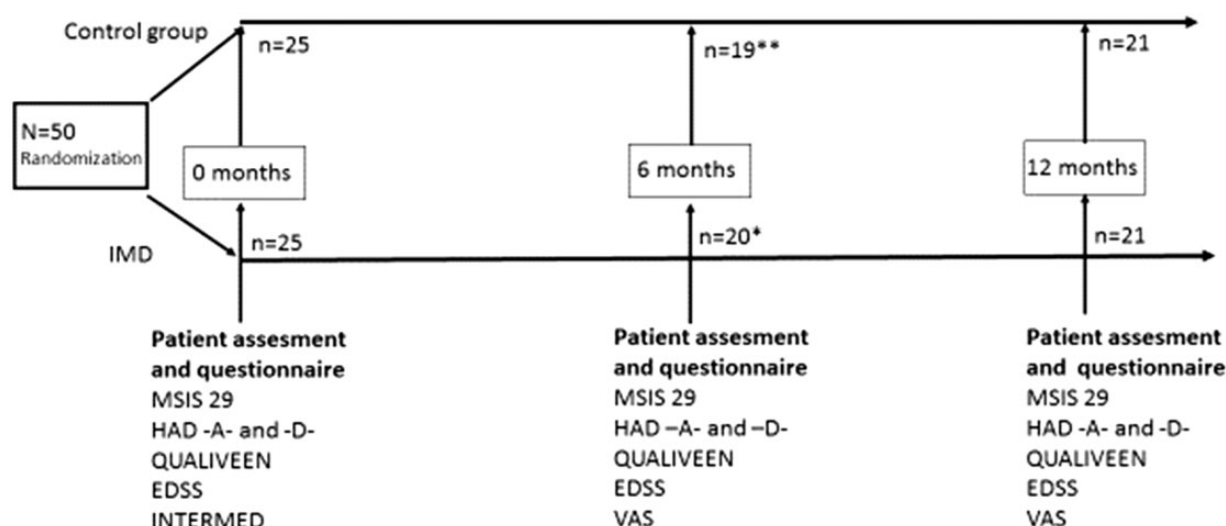 Control group
n=25
n=19**
n=21
N=50
Randomization
0 months
6 months
12 months
IMD
n=25
n=20*
n=21
Patient assesment
and questionnaire
MSIS 29
HAD -A- and -D-
QUALIVEEN
EDSS
INTERMED
Patient assesment
and questionnaire
MSIS 29
HAD –A- and –D-
QUALIVEEN
EDSS
VAS
Patient assesment
and questionnaire
MSIS 29
HAD -A- and -D-
QUALIVEEN
EDSS
VAS